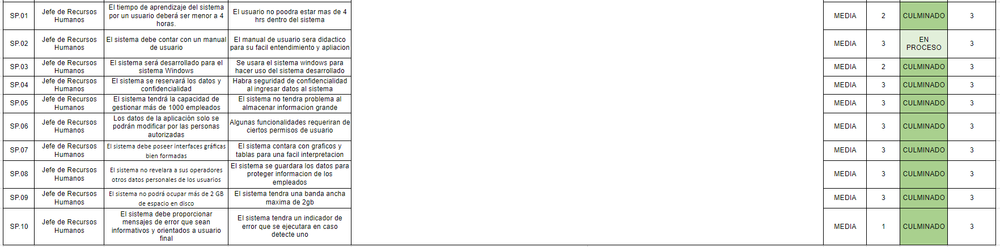 SP.01 Jefe de Recursos Humanos El tiempo de aprendizaje del sistema por un usuario deberá ser menor a 4 horas. El usuario no poodra estar mas de 4 hrs dentro del sistema MEDIA 2 CULMINADO 3
SP.02 Jefe de Recursos Humanos El sistema debe contar con un manual de usuario El manual de usuario sera didactico para su facil entendimiento y apliacion MEDIA 3 EN PROCESO 3
SP.03 Jefe de Recursos Humanos El sistema será desarrollado para el sistema Windows Se usara el sistema windows para hacer uso del sistema desarrollado MEDIA 2 CULMINADO 3
SP.04 Jefe de Recursos Humanos El sistema se reservará los datos y confidencialidad Habra seguridad de confidencialidad al ingresar datos al sistema MEDIA 3 CULMINADO 3
SP.05 Jefe de Recursos Humanos El sistema tendrá la capacidad de gestionar más de 1000 empleados El sistema no tendra problema al almacenar informacion grande MEDIA 3 CULMINADO 3
SP.06 Jefe de Recursos Humanos Los datos de la aplicación solo se podrán modificar por las personas autorizadas Algunas funcionalidades requeriran de ciertos permisos de usuario MEDIA 3 CULMINADO 3
SP.07 Jefe de Recursos Humanos El sistema debe poseer interfaces gráficas bien formadas El sistema contara con graficos y tablas para una facil interpretacion MEDIA 3 CULMINADO 3
SP.08 Jefe de Recursos Humanos El sistema no revelara a sus operadores otros datos personales de los usuarios El sistema se guardara los datos para proteger informacion de los empleados MEDIA 3 CULMINADO 3
SP.09 Jefe de Recursos Humanos El sistema no podrá ocupar más de 2 GB de espacio en disco El sistema tendra una banda ancha maxima de 2gb MEDIA 3 CULMINADO 3
SP.10 Jefe de Recursos Humanos El sistema debe proporcionar mensajes de error que sean informativos y orientados a usuario final El sistema tendra un indicador de error que se ejecutara en caso detecte uno MEDIA 1 CULMINADO 3